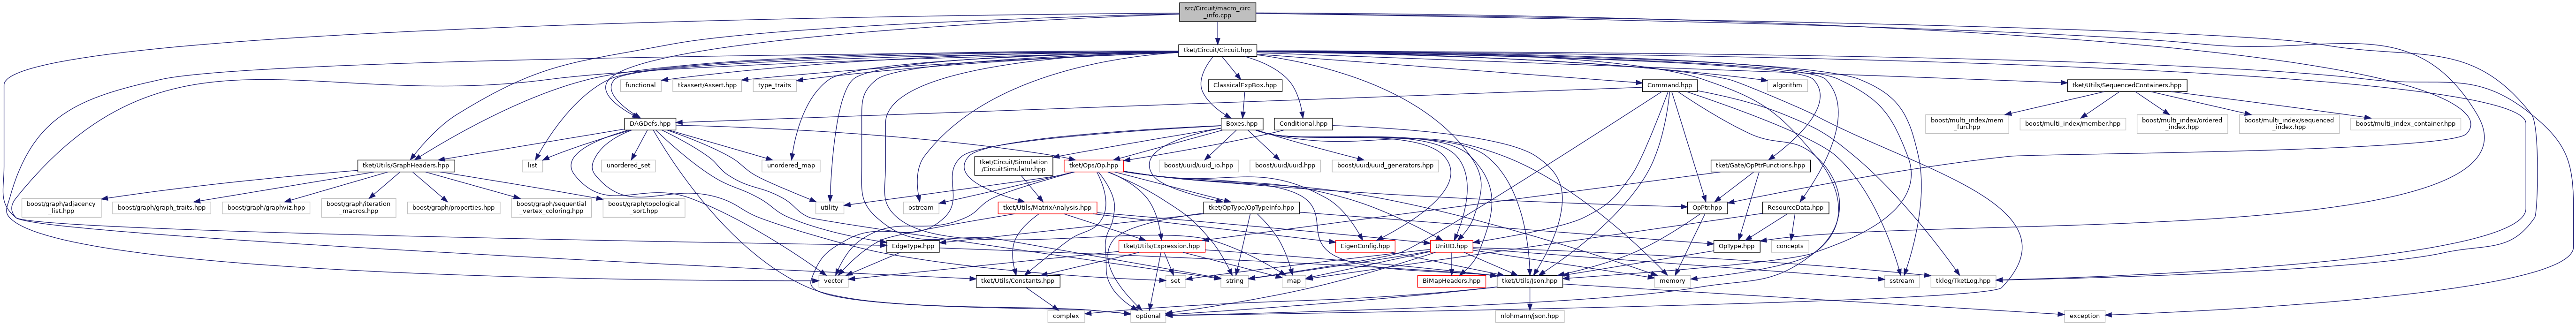 src/Circuit/macro_circ
_info.cpp
tket/Circuit/Circuit.hpp
functional
tkassert/Assert.hpp
type_traits
ClassicalExpBox.hpp
Command.hpp
algorithm
tket/Utils/SequencedContainers.hpp
DAGDefs.hpp
Boxes.hpp
Conditional.hpp
boost/multi_index/mem
_fun.hpp
boost/multi_index/member.hpp
boost/multi_index/ordered
_index.hpp
boost/multi_index/sequenced
_index.hpp
boost/multi_index_container.hpp
tket/Utils/GraphHeaders.hpp
list
unordered_set
unordered_map
tket/Circuit/Simulation
/CircuitSimulator.hpp
tket/Ops/Op.hpp
boost/uuid/uuid_io.hpp
boost/uuid/uuid.hpp
boost/uuid/uuid_generators.hpp
tket/Gate/OpPtrFunctions.hpp
boost/graph/adjacency
_list.hpp
boost/graph/graph_traits.hpp
boost/graph/graphviz.hpp
boost/graph/iteration
_macros.hpp
boost/graph/properties.hpp
boost/graph/sequential
_vertex_coloring.hpp
boost/graph/topological
_sort.hpp
utility
ostream
tket/Utils/MatrixAnalysis.hpp
tket/OpType/OpTypeInfo.hpp
OpPtr.hpp
ResourceData.hpp
EdgeType.hpp
tket/Utils/Expression.hpp
EigenConfig.hpp
UnitID.hpp
OpType.hpp
concepts
vector
tket/Utils/Constants.hpp
set
string
map
BiMapHeaders.hpp
tket/Utils/Json.hpp
memory
sstream
tklog/TketLog.hpp
complex
optional
nlohmann/json.hpp
exception